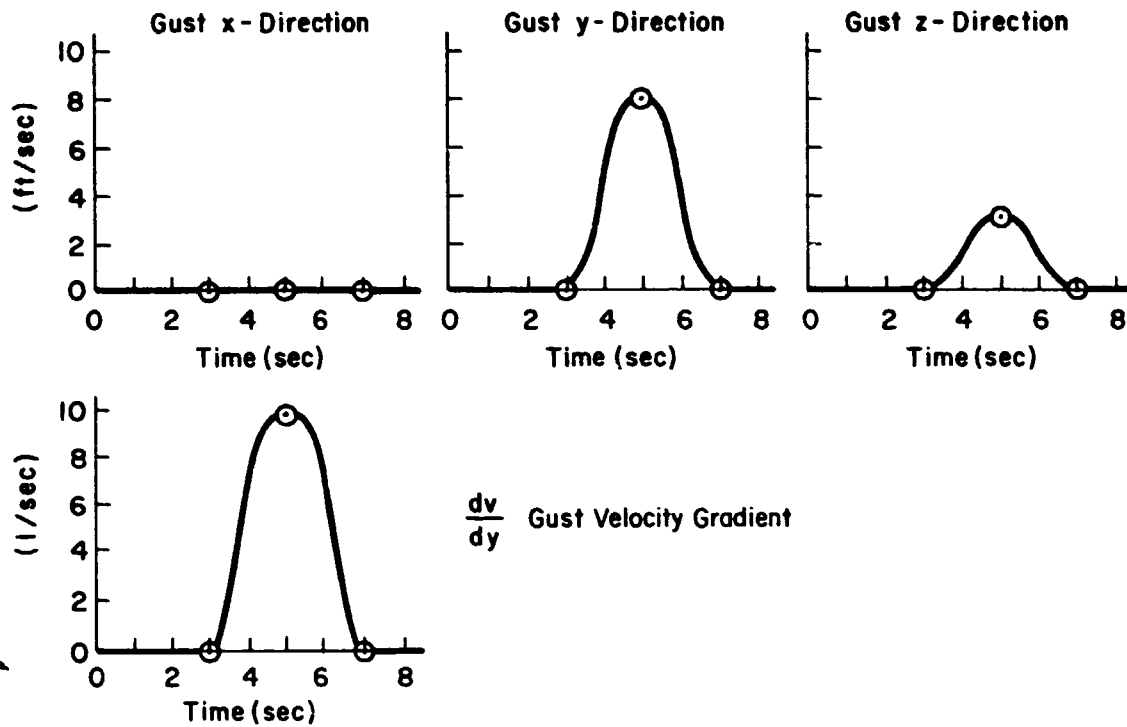 Gust x-Direction
Gust y-Direction
Gust z-Direction
(ft/sec)
10
8
6
4
2
0
0 2 4 6 8
Time (sec)
0 2 4 6 8
Time (sec)
0 2 4 6 8
Time (sec)
(1/sec)
10
8
6
4
2
0
0 2 4 6 8
Time (sec)
dv
dy
Gust Velocity Gradient